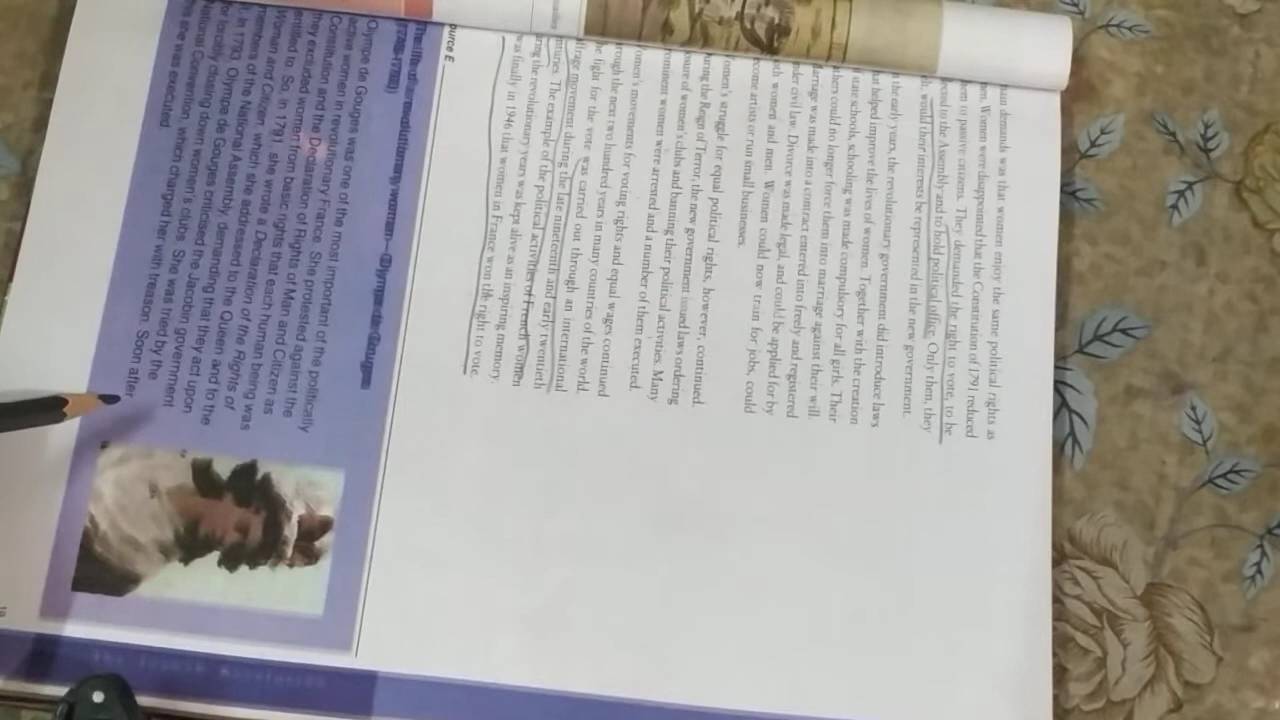 main demands was that women enjoy the same political rights as
men. Women were disappointed that the Constitution of 1791 reduced
them to passive citizens. They demanded the right to vote, to be
elected to the Assembly and to hold political office. Only then, they
felt, would their interests be represented in the new government.
In the early years, the revolutionary government did introduce laws
that helped improve the lives of women. Together with the creation
of state schools, schooling was made compulsory for all girls. Their
fathers could no longer force them into marriage against their will.
Marriage was made into a contract entered into freely and registered
under civil law. Divorce was made legal, and could be applied for by
both women and men. Women could now train for jobs, could
become artists or run small businesses.
Women's struggle for equal political rights, however, continued.
During the Reign of Terror, the new government issued laws ordering
closure of women's clubs and banning their political activities. Many
prominent women were arrested and a number of them executed.
Women's movements for voting rights and equal wages continued
through the next two hundred years in many countries of the world.
The fight for the vote was carried out through an international
suffrage movement during the late nineteenth and early twentieth
centuries. The example of the political activities of French women
during the revolutionary years was kept alive as an inspiring memory.
was finally in 1946 that women in France won the right to vote.
ource E
The life of a revolutionary woman – Olympe de Gouges
(1748-1793)
Olympe de Gouges was one of the most important of the politically
active women in revolutionary France. She protested against the
Constitution and the Declaration of Rights of Man and Citizen as
they excluded women from basic rights that each human being was
entitled to. So, in 1791, she wrote a Declaration of the Rights of
Woman and Citizen, which she addressed to the Queen and to the
members of the National Assembly, demanding that they act upon
it. In 1793, Olympe de Gouges criticised the Jacobin government
for forcibly closing down women's clubs. She was tried by the
National Convention, which charged her with treason. Soon after
this she was executed.
The French Revolution
19